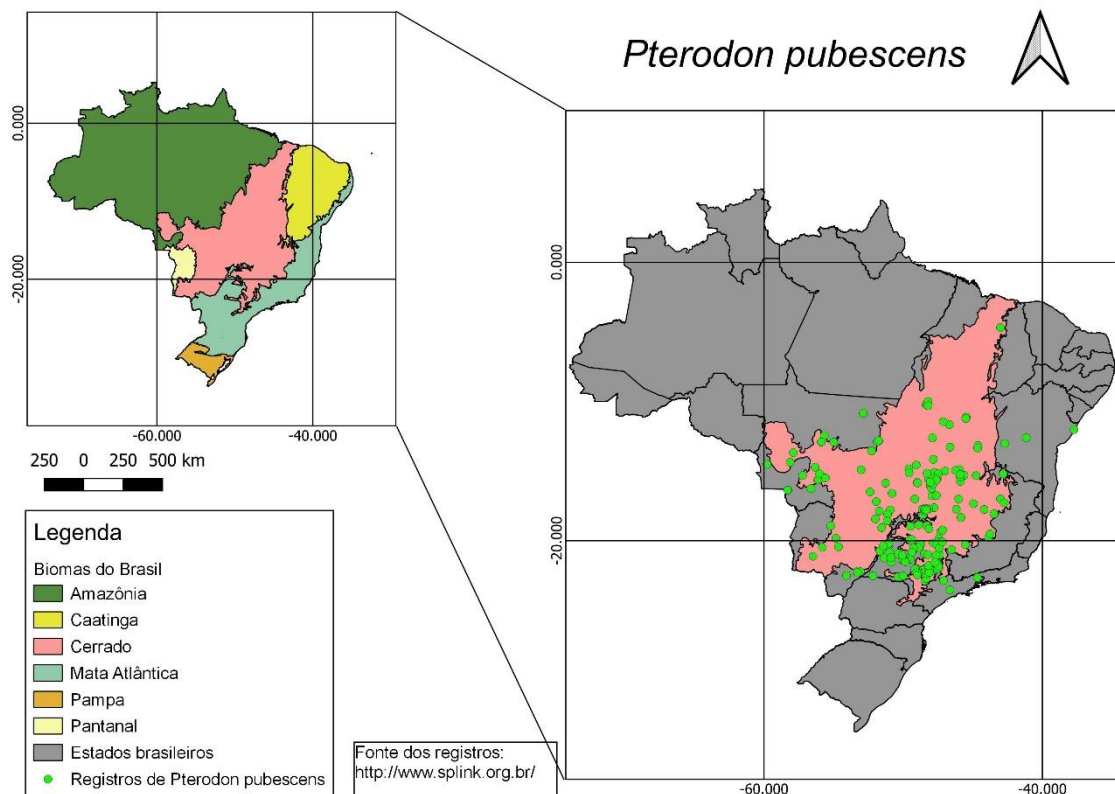 Pterodon pubescens
0.000
-20.000
-60.000
-40.000
250 0 250 500 km
Legenda
Biomas do Brasil
Amazônia
Caatinga
Cerrado
Mata Atlântica
Pampa
Pantanal
Estados brasileiros
Registros de Pterodon pubescens
Fonte dos registros:
http://www.splink.org.br/
0.000
-20.000
-60.000
-40.000